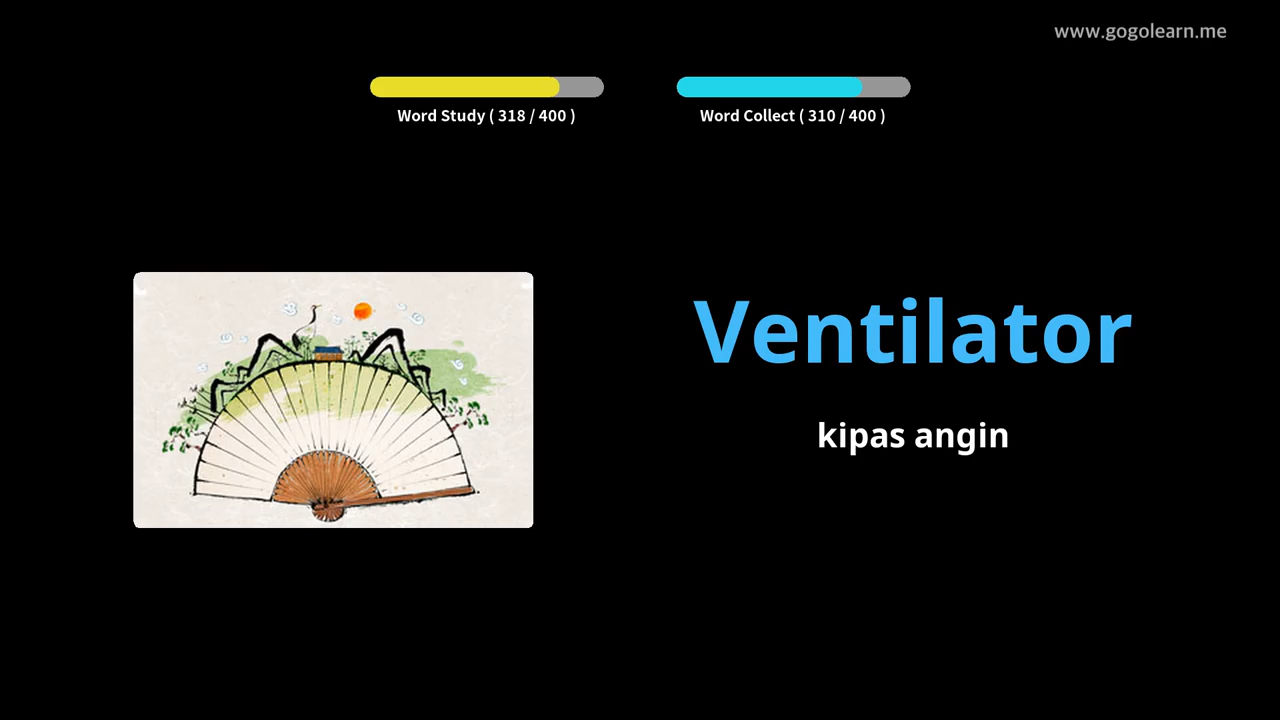 www.gogolearn.me
Word Study ( 318 / 400 )
Word Collect ( 310 / 400 )
Ventilator
kipas angin